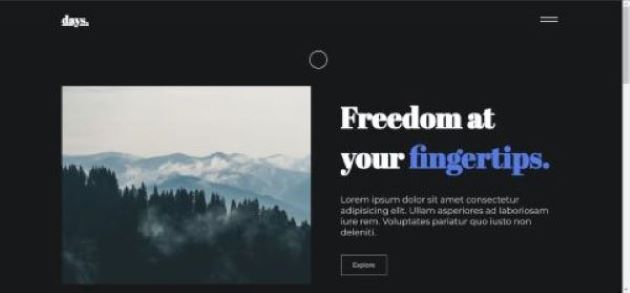 days.
Freedom at
your fingertips.
Lorem ipsum dolor sit amet consectetur
adipisicing elit. Ullam asperiores ad laboriosam
iure rem. Voluptates pariatur quo iusto non
deleniti.
Explore